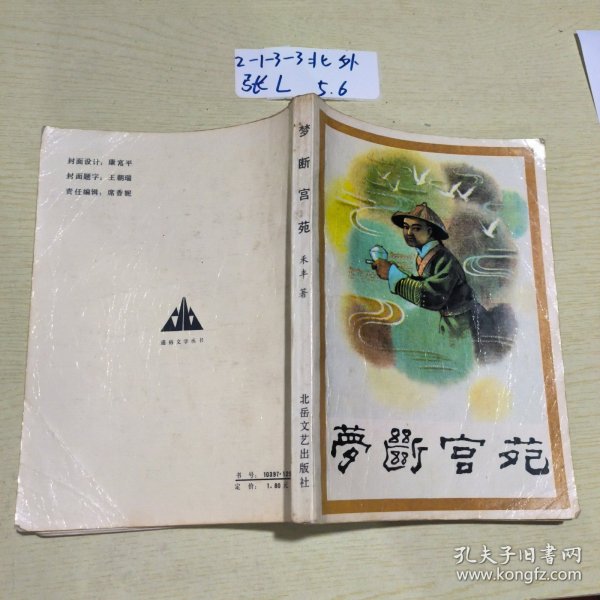 2-1-3-3北外
张L 5.6
封面设计：康富平
封面题字：王朝瑞
责任编辑：席香妮
通俗文学丛书
书号：10397·125
定价：1.80元
梦断宫苑
禾丰 著
北岳文艺出版社
夢斷宫苑
孔夫子旧书网
www.kongfz.com